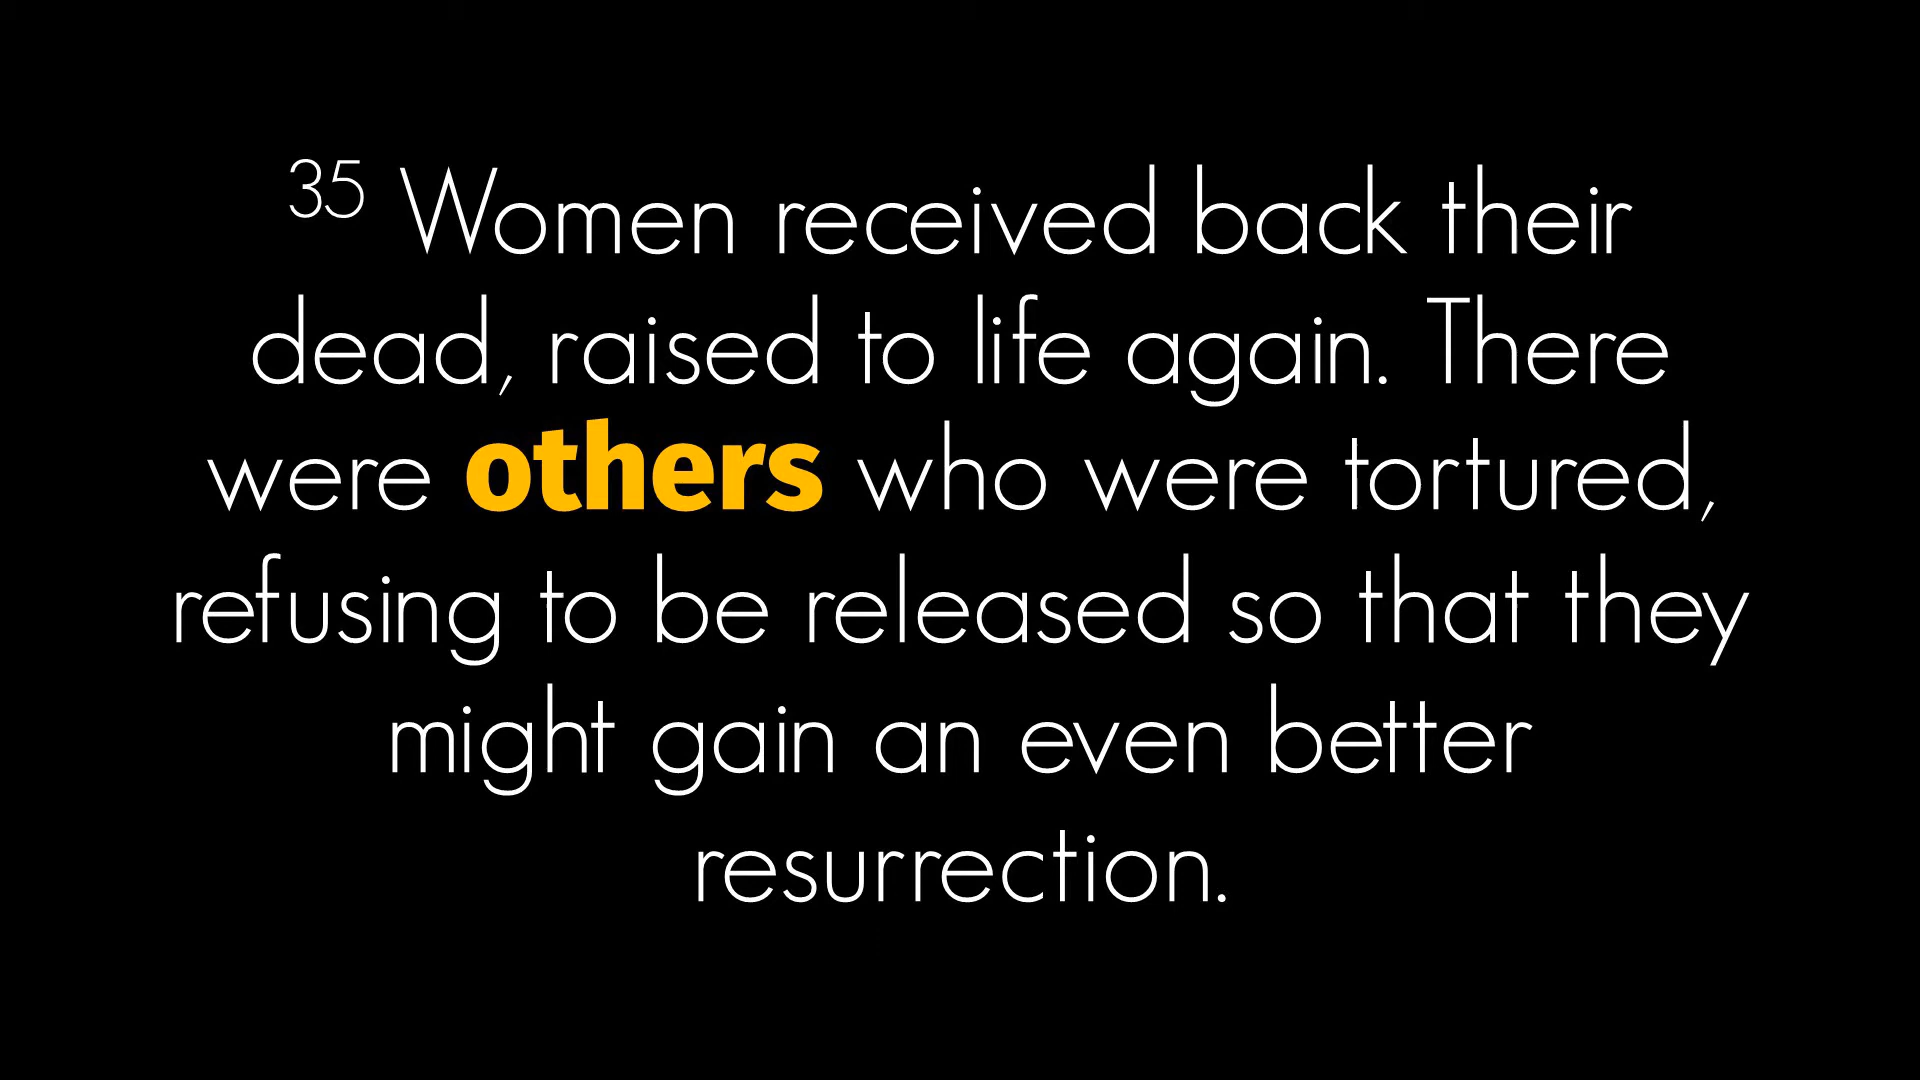 35 Women received back their
dead, raised to life again. There
were others who were tortured,
refusing to be released so that they
might gain an even better
resurrection.